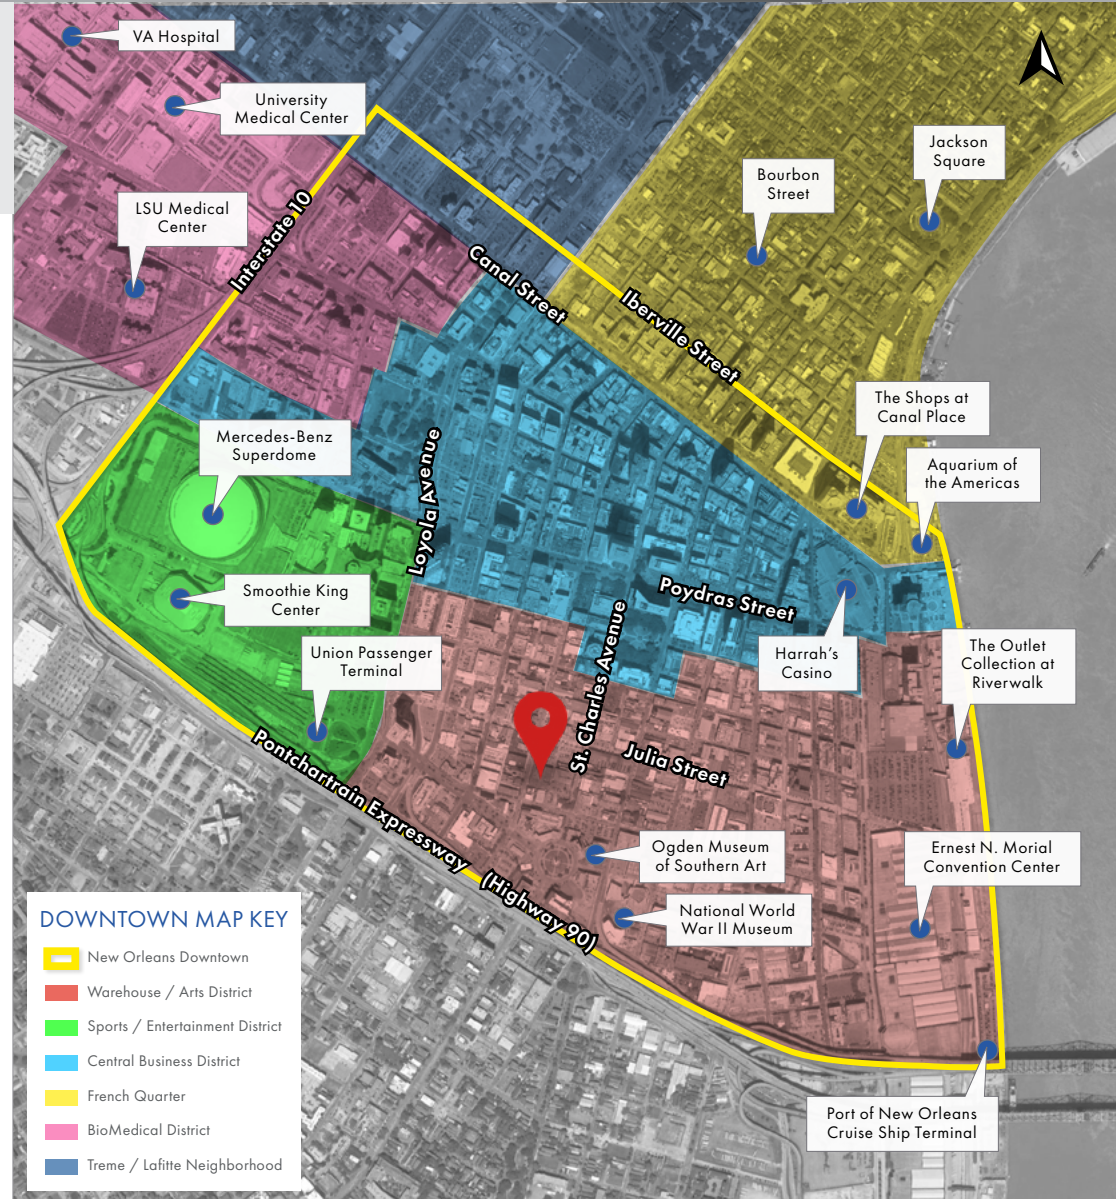 VA Hospital
University
Medical Center
LSU Medical
Center
Interstate 10
Jackson
Square
Bourbon
Street
Canal Street
Iberville Street
The Shops at
Canal Place
Aquarium of
the Americas
Mercedes-Benz
Superdome
Loyola Avenue
Smoothie King
Center
Poydras Street
Harrah's
Casino
Union Passenger
Terminal
St. Charles Avenue
The Outlet
Collection at
Riverwalk
Julia Street
Pontchartrain Expressway (Highway 90)
Ogden Museum
of Southern Art
Ernest N. Morial
Convention Center
National World
War II Museum
Port of New Orleans
Cruise Ship Terminal
DOWNTOWN MAP KEY
New Orleans Downtown
Warehouse / Arts District
Sports / Entertainment District
Central Business District
French Quarter
BioMedical District
Treme / Lafitte Neighborhood